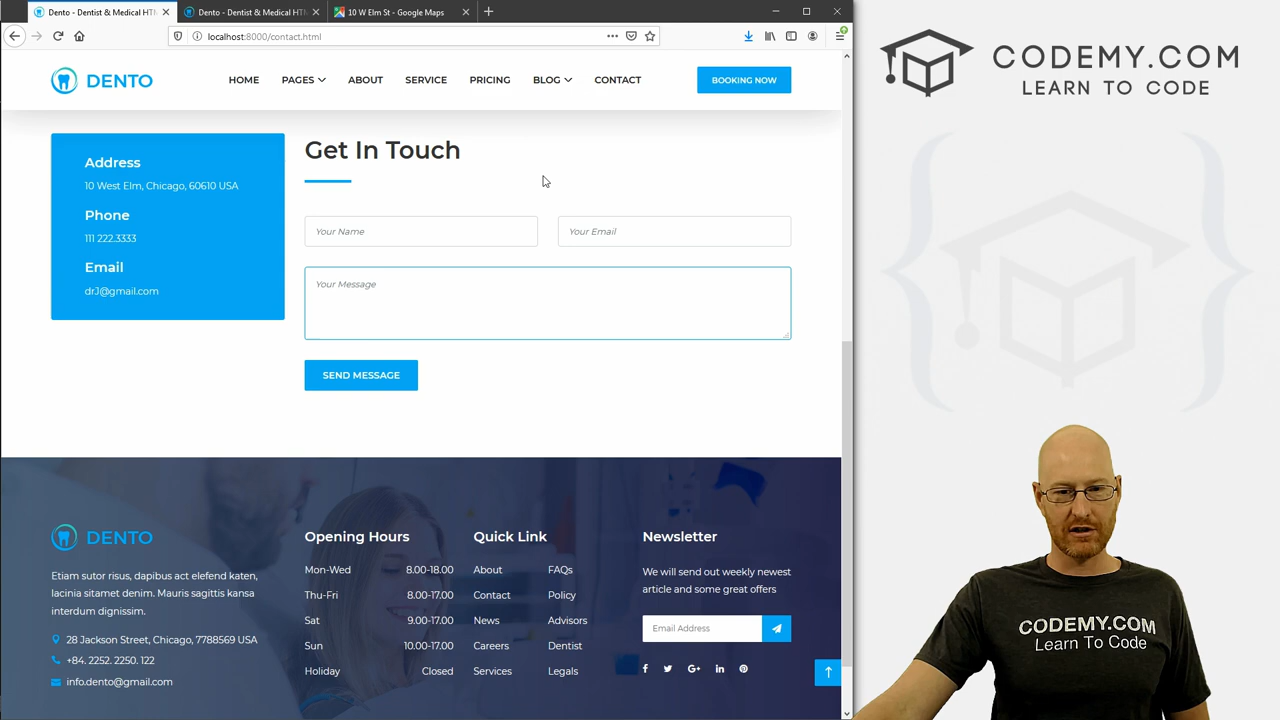 Dento - Dentist & Medical HTM
Dento - Dentist & Medical HTM
10 W Elm St - Google Maps
localhost:8000/contact.html
DENTO
HOME
PAGES
ABOUT
SERVICE
PRICING
BLOG
CONTACT
BOOKING NOW
Address
10 West Elm, Chicago, 60610 USA
Phone
111 222.3333
Email
drJ@gmail.com
Get In Touch
Your Name
Your Email
Your Message
SEND MESSAGE
DENTO
Etiam sutor risus, dapibus act elefend katen,
lacinia sitamet denim. Mauris sagittis kansa
interdum dignissim.
28 Jackson Street, Chicago, 7788569 USA
+84. 2252. 2250. 122
info.dento@gmail.com
Opening Hours
Mon-Wed 8.00-18.00
Thu-Fri 8.00-17.00
Sat 9.00-17.00
Sun 10.00-17.00
Holiday Closed
Quick Link
About FAQs
Contact Policy
News Advisors
Careers Dentist
Services Legals
Newsletter
We will send out weekly newest
article and some great offers
Email Address
CODEMY.COM
LEARN TO CODE
CODEMY.COM
Learn To Code